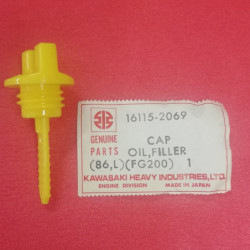 16115-2069
GENUINE PARTS
CAP
OIL,FILLER
(86,L)(FG200) 1
KAWASAKI HEAVY INDUSTRIES,LTD.
ENGINE DIVISION MADE IN JAPAN